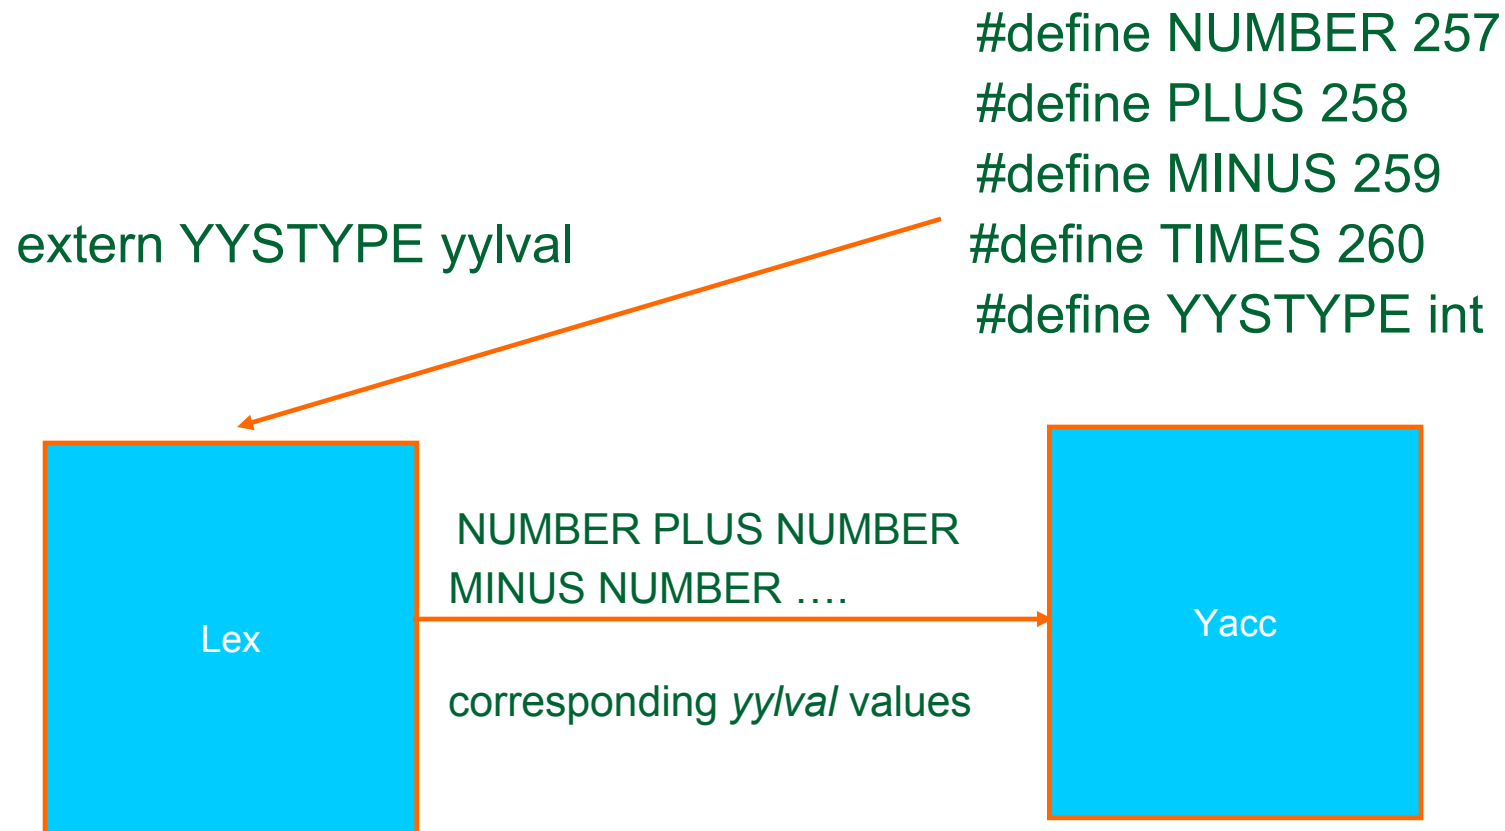 #define NUMBER 257
#define PLUS 258
#define MINUS 259
extern YYSTYPE yylval
#define TIMES 260
#define YYSTYPE int
NUMBER PLUS NUMBER
MINUS NUMBER ….
Lex
Yacc
corresponding yylval values